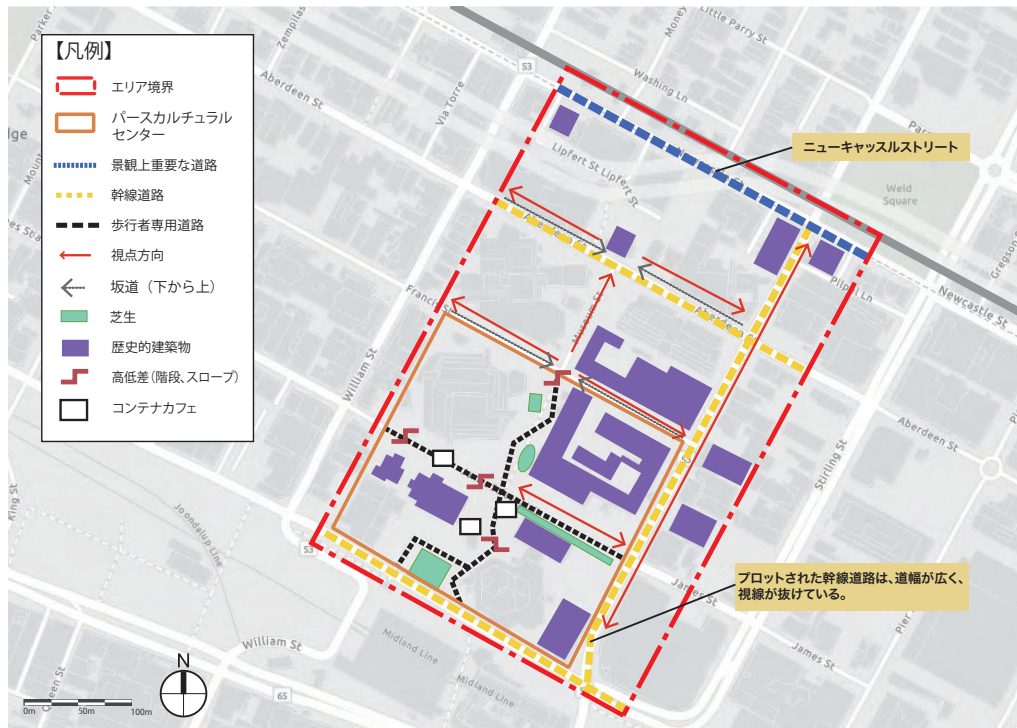 【凡例】
エリア境界
パースカルチュラル
センター
景観上重要な道路
幹線道路
歩行者専用道路
視点方向
坂道（下から上）
芝生
歴史的建築物
高低差（階段、スロープ）
コンテナカフェ
ニューキャッスルストリート
プロットされた幹線道路は、道幅が広く、
視線が抜けている。
Little Parry St
Washing Ln
Zempilas
Via Torre
Aberdeen St
53
Lipfert St Lipfert St
Weld
Square
Newcastle St
Museum St
Francis St
William St
Aberdeen St
Stirling St
James St
James St
King St
Joondalup Line
53
William St
Midland Line
Midland Line
65
Queen St
N
0m 50m 100m